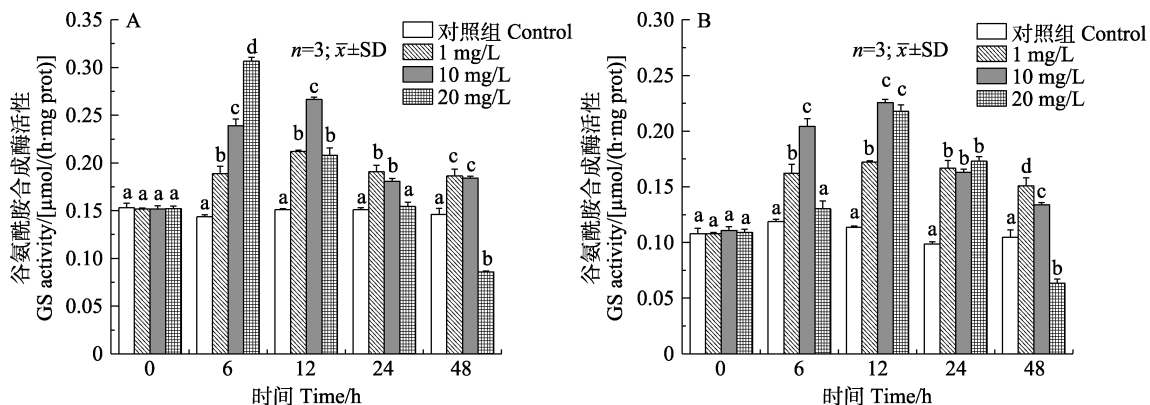 A
n=3; x̄±SD
对照组 Control
1 mg/L
10 mg/L
20 mg/L
谷氨酰胺合成酶活性
GS activity/[μmol/(h·mg prot)]
0.35
0.30
0.25
0.20
0.15
0.10
0.05
0
a a a a
a b c d
a b c b
a b b a
a c c b
0 6 12 24 48
时间 Time/h
B
n=3; x̄±SD
对照组 Control
1 mg/L
10 mg/L
20 mg/L
谷氨酰胺合成酶活性
GS activity/[μmol/(h·mg prot)]
0.30
0.25
0.20
0.15
0.10
0.05
0
a a a a
a b c a
a b c c
a b b b
a d c b
0 6 12 24 48
时间 Time/h